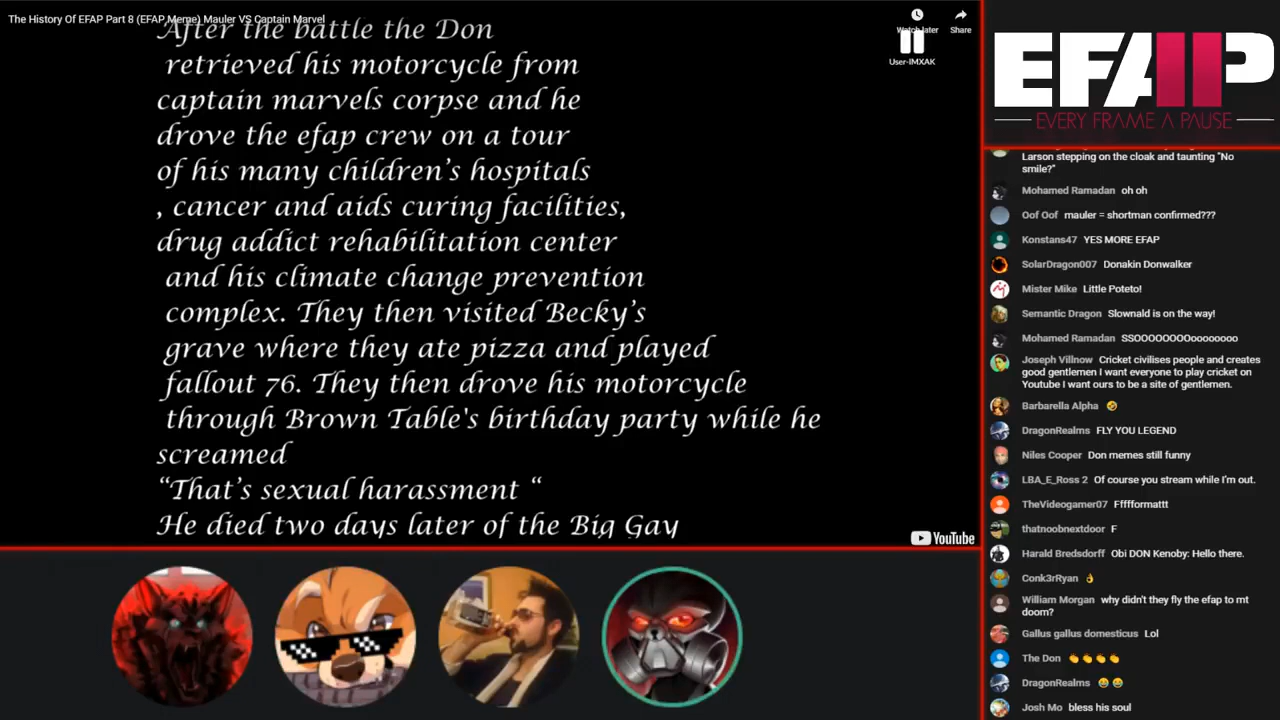 The History Of EFAP Part 8 (EFAP Meme) Mauler VS Captain Marvel
After the battle the Don
retrieved his motorcycle from
captain marvels corpse and he
drove the efap crew on a tour
of his many children's hospitals
, cancer and aids curing facilities,
drug addict rehabilitation center
and his climate change prevention
complex. They then visited Becky's
grave where they ate pizza and played
fallout 76. They then drove his motorcycle
through Brown Table's birthday party while he
screamed
“That's sexual harassment “
He died two days later of the Big Gay
Watch later
Share
User-IMXAK
YouTube
EFAP
EVERY FRAME A PAUSE
Larson stepping on the cloak and taunting "No
smile?"
Mohamed Ramadan oh oh
Oof Oof mauler = shortman confirmed???
Konstans47 YES MORE EFAP
SolarDragon007 Donakin Donwalker
Mister Mike Little Poteto!
Semantic Dragon Slownald is on the way!
Mohamed Ramadan SSOOOOOOOOoooooooo
Joseph Villnow Cricket civilises people and creates
good gentlemen I want everyone to play cricket on
Youtube I want ours to be a site of gentlemen.
Barbarella Alpha 🤣
DragonRealms FLY YOU LEGEND
Niles Cooper Don memes still funny
LBA_E_Ross 2 Of course you stream while I'm out.
TheVideogamer07 Ffffformattt
thatnoobnextdoor F
Harald Bredsdorff Obi DON Kenoby: Hello there.
Conk3rRyan 👌
William Morgan why didn't they fly the efap to mt
doom?
Gallus gallus domesticus Lol
The Don 👏👏👏👏
DragonRealms 😂😂
Josh Mo bless his soul